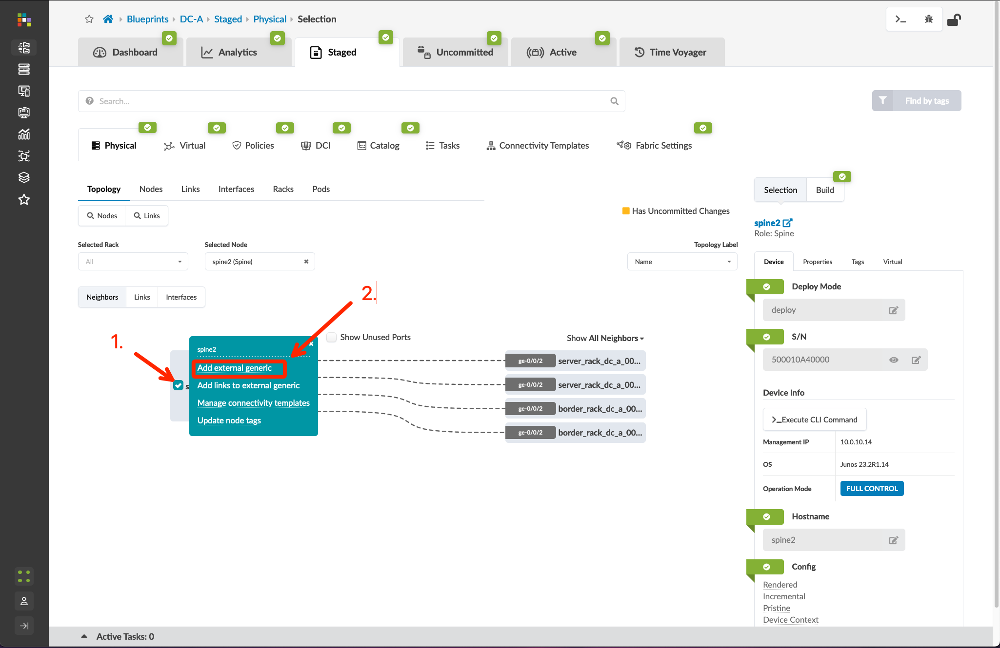 Blueprints DC-A Staged Physical Selection
Dashboard Analytics Staged Uncommitted Active Time Voyager
Search...
Find by tags
Physical Virtual Policies DCI Catalog Tasks Connectivity Templates Fabric Settings
Topology Nodes Links Interfaces Racks Pods
Nodes Links
Has Uncommitted Changes
Selected Rack
All
Selected Node
spine2 (Spine)
Topology Label
Name
Neighbors Links Interfaces
1.
2.
spine2
Add external generic
Add links to external generic
Manage connectivity templates
Update node tags
s
Show Unused Ports
Show All Neighbors
ge-0/0/2 server_rack_dc_a_00...
ge-0/0/2 server_rack_dc_a_00...
ge-0/0/2 border_rack_dc_a_00...
ge-0/0/2 border_rack_dc_a_00...
Selection Build
spine2
Role: Spine
Device Properties Tags Virtual
Deploy Mode
deploy
S/N
500010A40000
Device Info
Execute CLI Command
Management IP 10.0.10.14
OS Junos 23.2R1.14
Operation Mode FULL CONTROL
Hostname
spine2
Config
Rendered
Incremental
Pristine
Device Context
Active Tasks: 0